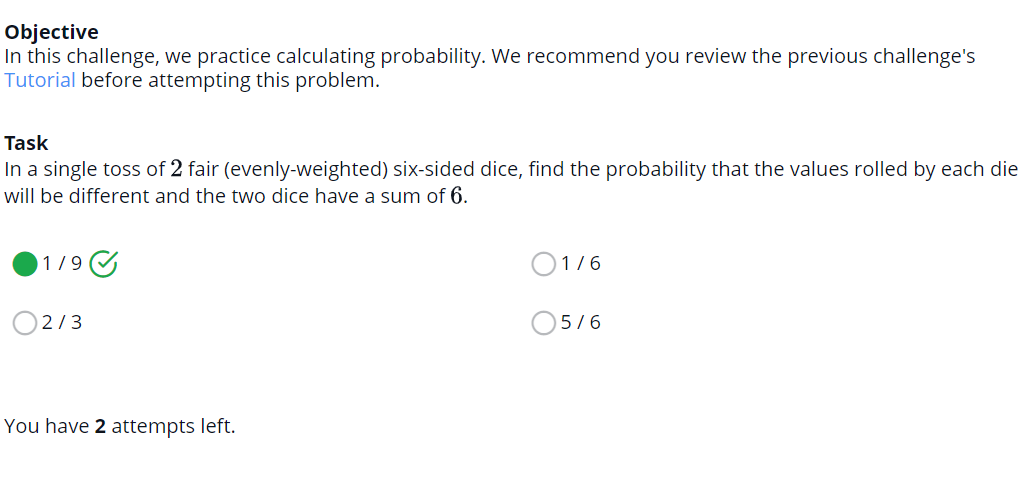 Objective
In this challenge, we practice calculating probability. We recommend you review the previous challenge's
Tutorial before attempting this problem.
Task
In a single toss of 2 fair (evenly-weighted) six-sided dice, find the probability that the values rolled by each die
will be different and the two dice have a sum of 6.
1 / 9
1 / 6
2 / 3
5 / 6
You have 2 attempts left.